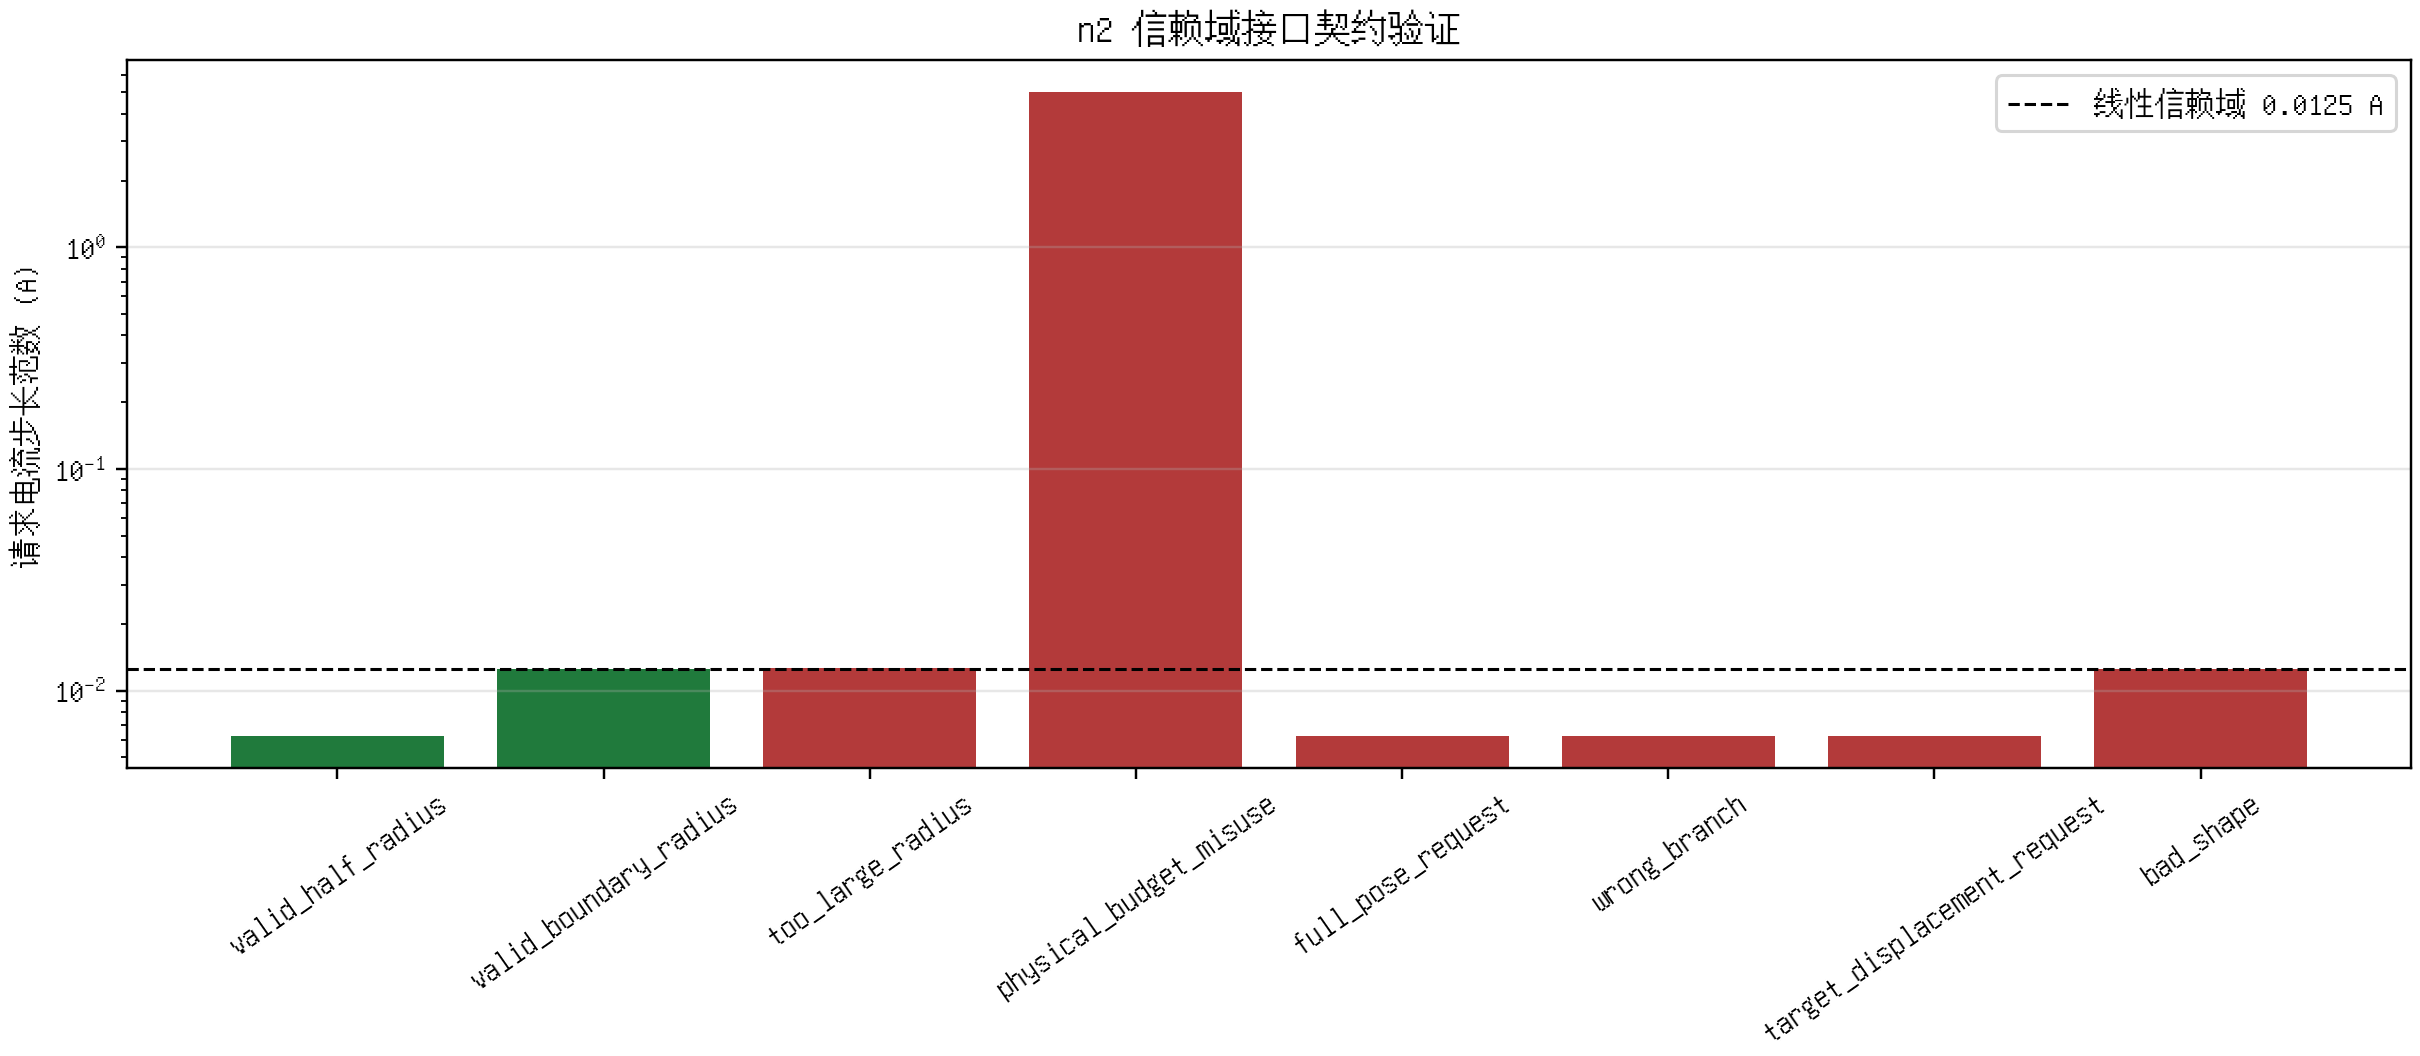 n2 信赖域接口契约验证
线性信赖域 0.0125 A
请求电流步长范数 (A)
10⁰
10⁻¹
10⁻²
valid_half_radius
valid_boundary_radius
too_large_radius
physical_budget_misuse
full_pose_request
wrong_branch
target_displacement_request
bad_shape